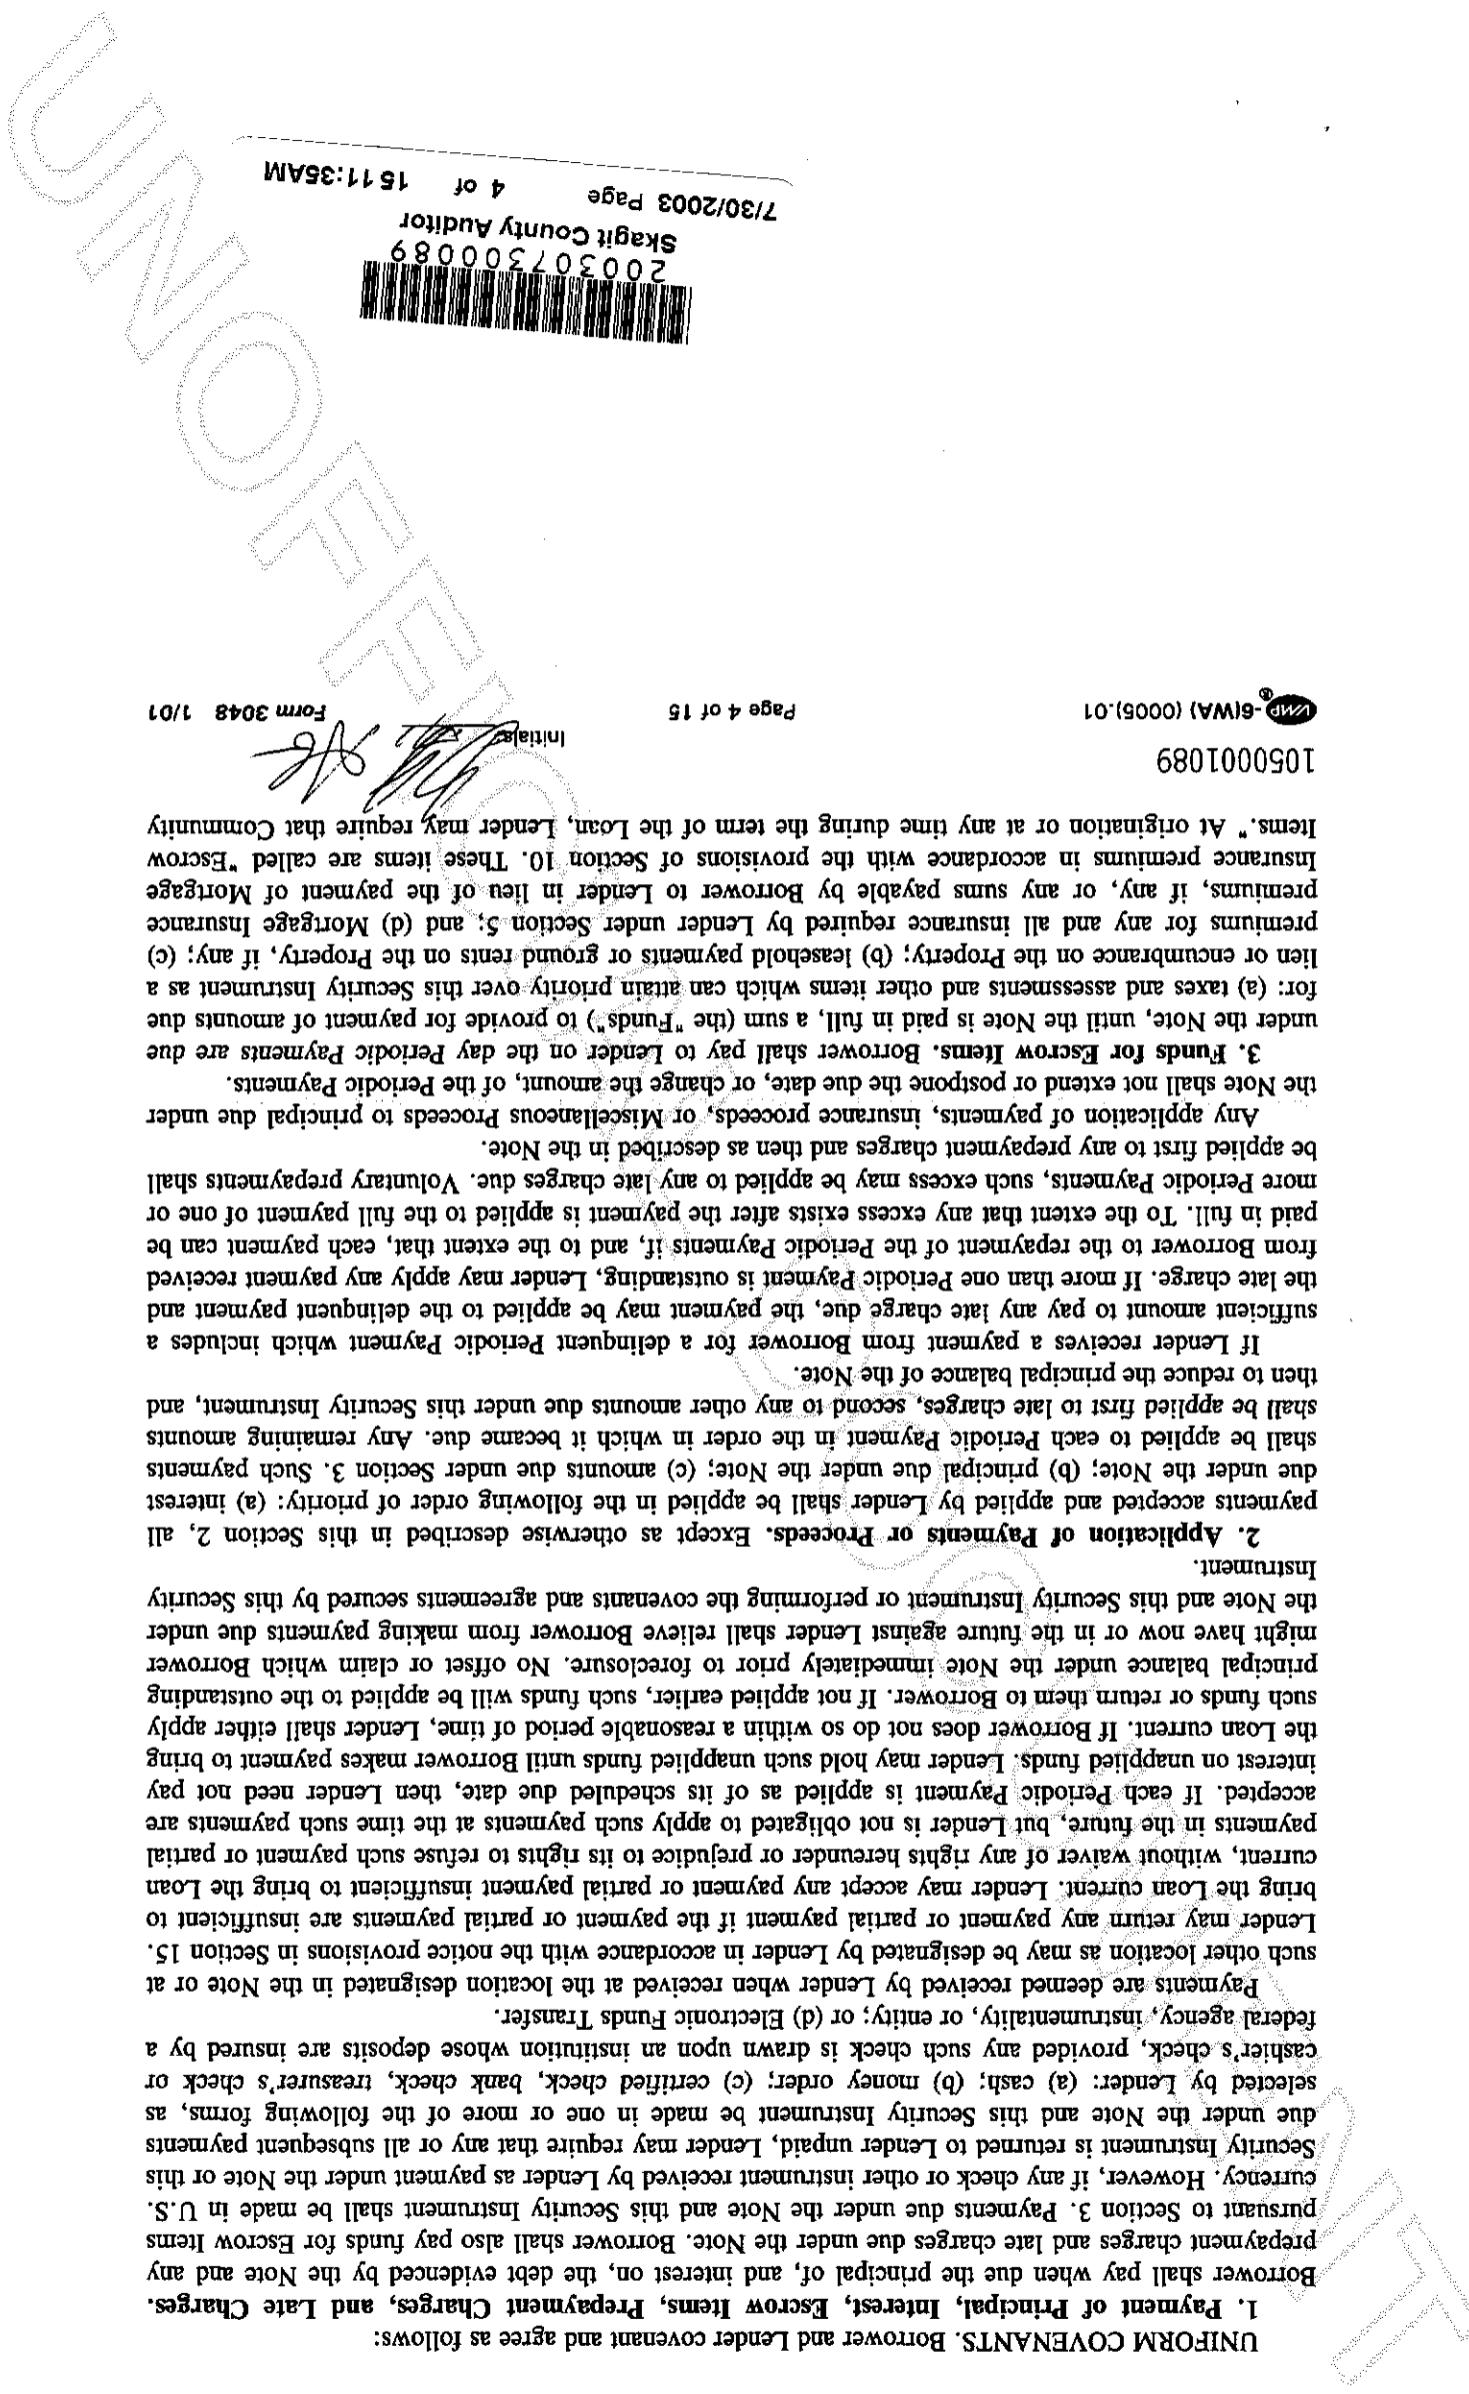 UNIFORM COVENANTS. Borrower and Lender covenant and agree as follows:
1. Payment of Principal, Interest, Escrow Items, Prepayment Charges, and Late Charges.
Borrower shall pay when due the principal of, and interest on, the debt evidenced by the Note and any
prepayment charges and late charges due under the Note. Borrower shall also pay funds for Escrow Items
pursuant to Section 3. Payments due under the Note and this Security Instrument shall be made in U.S.
currency. However, if any check or other instrument received by Lender as payment under the Note or this
Security Instrument is returned to Lender unpaid, Lender may require that any or all subsequent payments
due under the Note and this Security Instrument be made in one or more of the following forms, as
selected by Lender: (a) cash; (b) money order; (c) certified check, bank check, treasurer's check or
cashier's check, provided any such check is drawn upon an institution whose deposits are insured by a
federal agency, instrumentality, or entity; or (d) Electronic Funds Transfer.
Payments are deemed received by Lender when received at the location designated in the Note or at
such other location as may be designated by Lender in accordance with the notice provisions in Section 15.
Lender may return any payment or partial payment if the payment or partial payments are insufficient to
bring the Loan current. Lender may accept any payment or partial payment insufficient to bring the Loan
current, without waiver of any rights hereunder or prejudice to its rights to refuse such payment or partial
payments in the future, but Lender is not obligated to apply such payments at the time such payments are
accepted. If each Periodic Payment is applied as of its scheduled due date, then Lender need not pay
interest on unapplied funds. Lender may hold such unapplied funds until Borrower makes payment to bring
the Loan current. If Borrower does not do so within a reasonable period of time, Lender shall either apply
such funds or return them to Borrower. If not applied earlier, such funds will be applied to the outstanding
principal balance under the Note immediately prior to foreclosure. No offset or claim which Borrower
might have now or in the future against Lender shall relieve Borrower from making payments due under
the Note and this Security Instrument or performing the covenants and agreements secured by this Security
Instrument.
2. Application of Payments or Proceeds. Except as otherwise described in this Section 2, all
payments accepted and applied by Lender shall be applied in the following order of priority: (a) interest
due under the Note; (b) principal due under the Note; (c) amounts due under Section 3. Such payments
shall be applied to each Periodic Payment in the order in which it became due. Any remaining amounts
shall be applied first to late charges, second to any other amounts due under this Security Instrument, and
then to reduce the principal balance of the Note.
If Lender receives a payment from Borrower for a delinquent Periodic Payment which includes a
sufficient amount to pay any late charge due, the payment may be applied to the delinquent payment and
the late charge. If more than one Periodic Payment is outstanding, Lender may apply any payment received
from Borrower to the repayment of the Periodic Payments if, and to the extent that, each payment can be
paid in full. To the extent that any excess exists after the payment is applied to the full payment of one or
more Periodic Payments, such excess may be applied to any late charges due. Voluntary prepayments shall
be applied first to any prepayment charges and then as described in the Note.
Any application of payments, insurance proceeds, or Miscellaneous Proceeds to principal due under
the Note shall not extend or postpone the due date, or change the amount, of the Periodic Payments.
3. Funds for Escrow Items. Borrower shall pay to Lender on the day Periodic Payments are due
under the Note, until the Note is paid in full, a sum (the "Funds") to provide for payment of amounts due
for: (a) taxes and assessments and other items which can attain priority over this Security Instrument as a
lien or encumbrance on the Property; (b) leasehold payments or ground rents on the Property, if any; (c)
premiums for any and all insurance required by Lender under Section 5; and (d) Mortgage Insurance
premiums, if any, or any sums payable by Borrower to Lender in lieu of the payment of Mortgage
Insurance premiums in accordance with the provisions of Section 10. These items are called "Escrow
Items." At origination or at any time during the term of the Loan, Lender may require that Community
1050001089
Initials:
VMP®-6(WA) (0005).01 Page 4 of 15 Form 3048 1/01
200307300089
Skagit County Auditor
7/30/2003 Page 4 of 15 11:35AM
UNOFFICIAL DOCUMENT